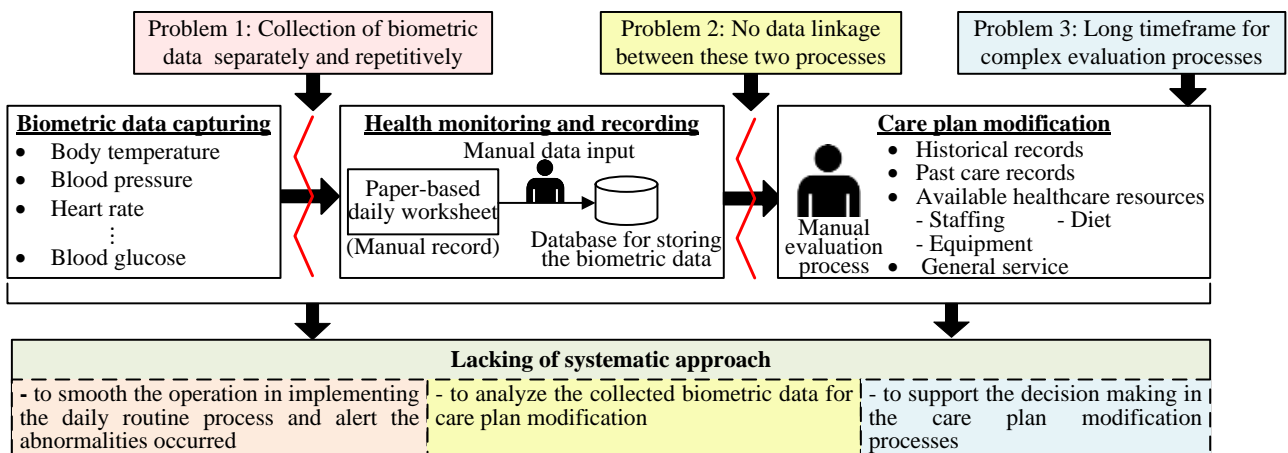 Problem 1: Collection of biometric
data separately and repetitively
Problem 2: No data linkage
between these two processes
Problem 3: Long timeframe for
complex evaluation processes
Biometric data capturing
• Body temperature
• Blood pressure
• Heart rate
⋮
• Blood glucose
Health monitoring and recording
Manual data input
Paper-based
daily worksheet
(Manual record)
Database for storing
the biometric data
Care plan modification
Manual
evaluation
process
• Historical records
• Past care records
• Available healthcare resources
- Staffing - Diet
- Equipment
• General service
Lacking of systematic approach
- to smooth the operation in implementing
the daily routine process and alert the
abnormalities occurred
- to analyze the collected biometric data for
care plan modification
- to support the decision making in
the care plan modification
processes